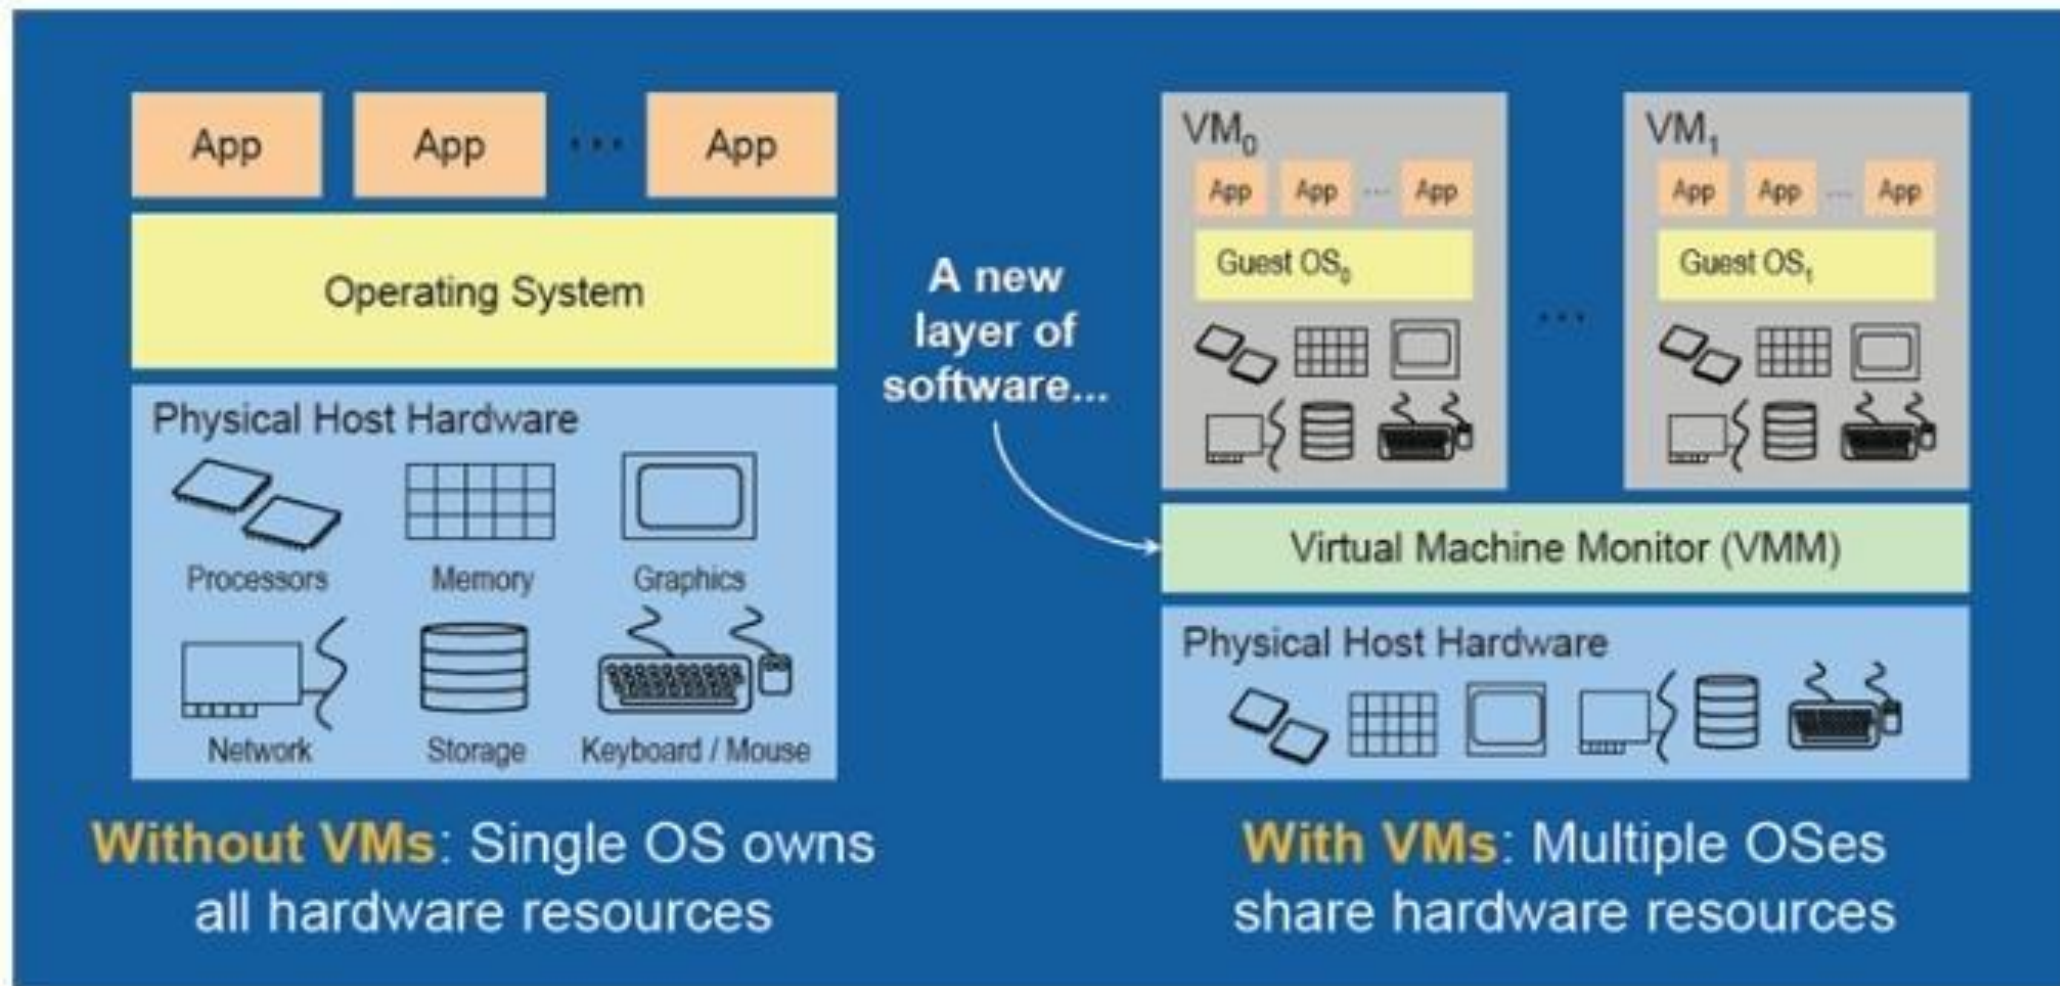 App App ... App
Operating System
Physical Host Hardware
Processors Memory Graphics
Network Storage Keyboard / Mouse
Without VMs: Single OS owns
all hardware resources
A new
layer of
software...
VM₀
App App ... App
Guest OS₀
...
VM₁
App App ... App
Guest OS₁
Virtual Machine Monitor (VMM)
Physical Host Hardware
With VMs: Multiple OSes
share hardware resources